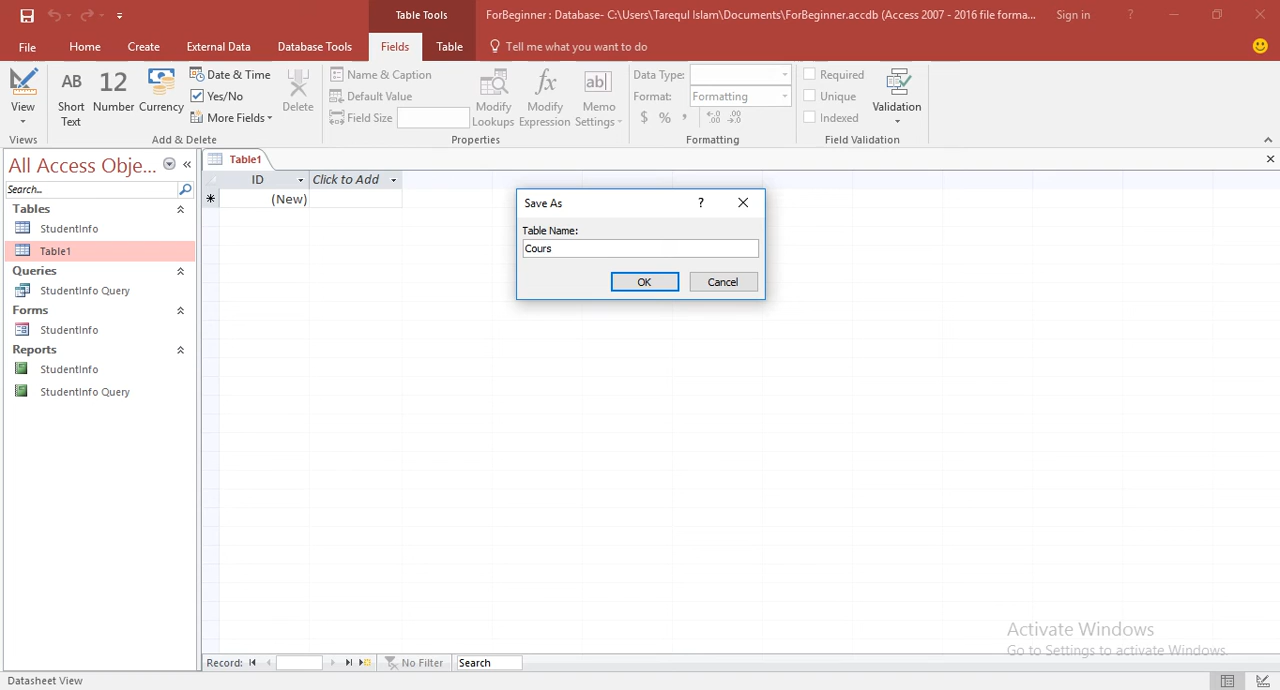 Table Tools
ForBeginner : Database- C:\Users\Tarequl Islam\Documents\ForBeginner.accdb (Access 2007 - 2016 file forma...
Sign in
?
File
Home
Create
External Data
Database Tools
Fields
Table
Tell me what you want to do
View
Views
AB
Short
Text
12
Number
Currency
Date & Time
Yes/No
More Fields
Delete
Add & Delete
Name & Caption
Default Value
Field Size
Modify
Lookups
fx
Modify
Expression
ab
Memo
Settings
Properties
Data Type:
Format:
Formatting
$ % ,
Formatting
Required
Unique
Indexed
Validation
Field Validation
All Access Obje...
Search...
Tables
StudentInfo
Table1
Queries
StudentInfo Query
Forms
StudentInfo
Reports
StudentInfo
StudentInfo Query
Table1
ID
Click to Add
(New)
Save As
?
Table Name:
Cours
OK
Cancel
Activate Windows
Go to Settings to activate Windows.
Record:
No Filter
Search
Datasheet View